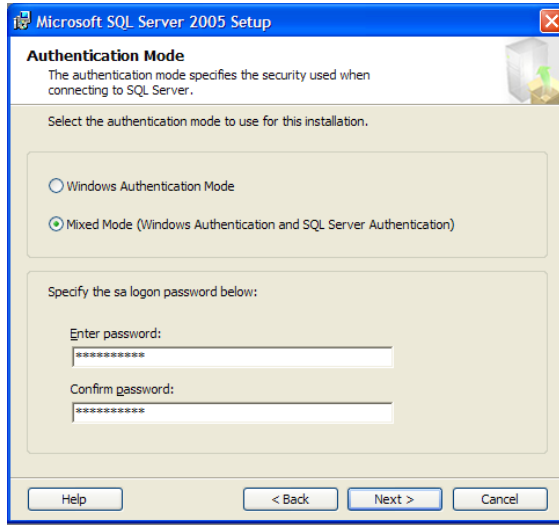 Microsoft SQL Server 2005 Setup
Authentication Mode
The authentication mode specifies the security used when
connecting to SQL Server.
Select the authentication mode to use for this installation.
Windows Authentication Mode
Mixed Mode (Windows Authentication and SQL Server Authentication)
Specify the sa logon password below:
Enter password:
**********
Confirm password:
**********
Help
< Back
Next >
Cancel